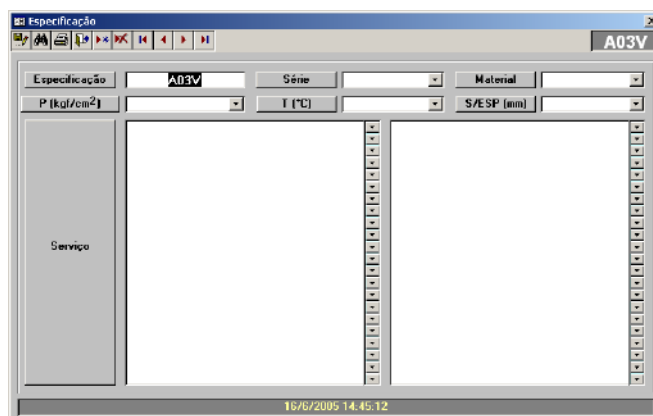 Especificação
A03V
Especificação A03V Série Material
P (kgf/cm2) T (°C) S/ESP (mm)
Serviço
16/6/2005 14:45:12